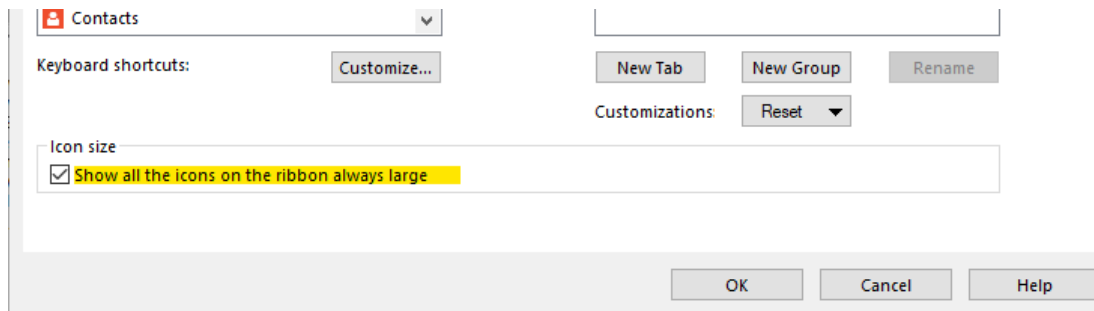 Contacts
Keyboard shortcuts: Customize... New Tab New Group Rename
Customizations: Reset
Icon size
Show all the icons on the ribbon always large
OK Cancel Help